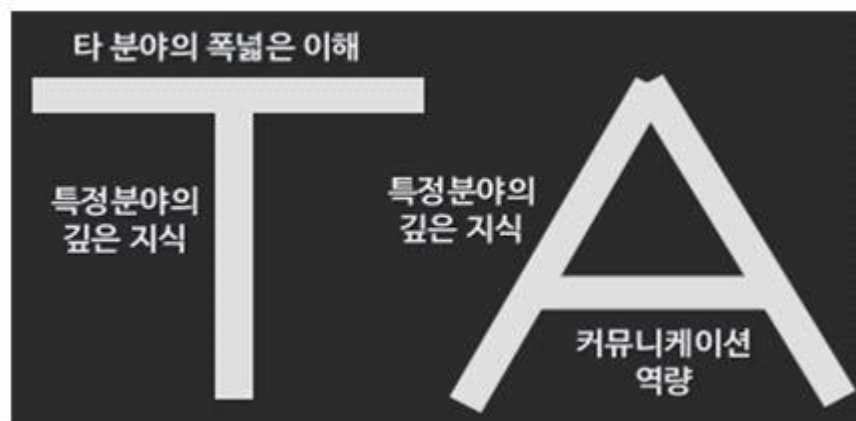 타 분야의 폭넓은 이해
특정분야의
깊은 지식
특정분야의
깊은 지식
커뮤니케이션
역량